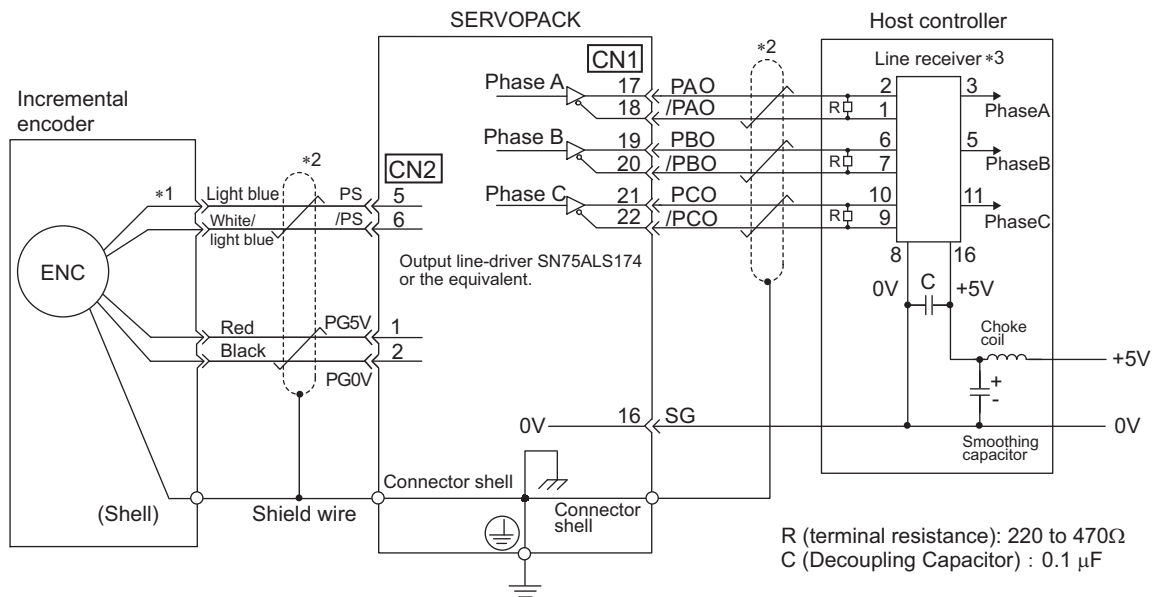 SERVOPACK
Host controller
CN1
*2
Line receiver *3
Phase A
17
PAO
2
3
18
/PAO
R
1
PhaseA
Phase B
19
PBO
6
5
20
/PBO
R
7
PhaseB
Phase C
21
PCO
10
11
22
/PCO
R
9
PhaseC
8
16
0V
C
+5V
Choke
coil
+5V
+
-
Smoothing
capacitor
0V
Incremental
encoder
*2
CN2
*1
Light blue
PS
5
White/
light blue
/PS
6
ENC
Output line-driver SN75ALS174
or the equivalent.
Red
PG5V
1
Black
2
PG0V
0V
16
SG
Connector shell
Connector
shell
(Shell)
Shield wire
R (terminal resistance): 220 to 470Ω
C (Decoupling Capacitor) : 0.1 μF